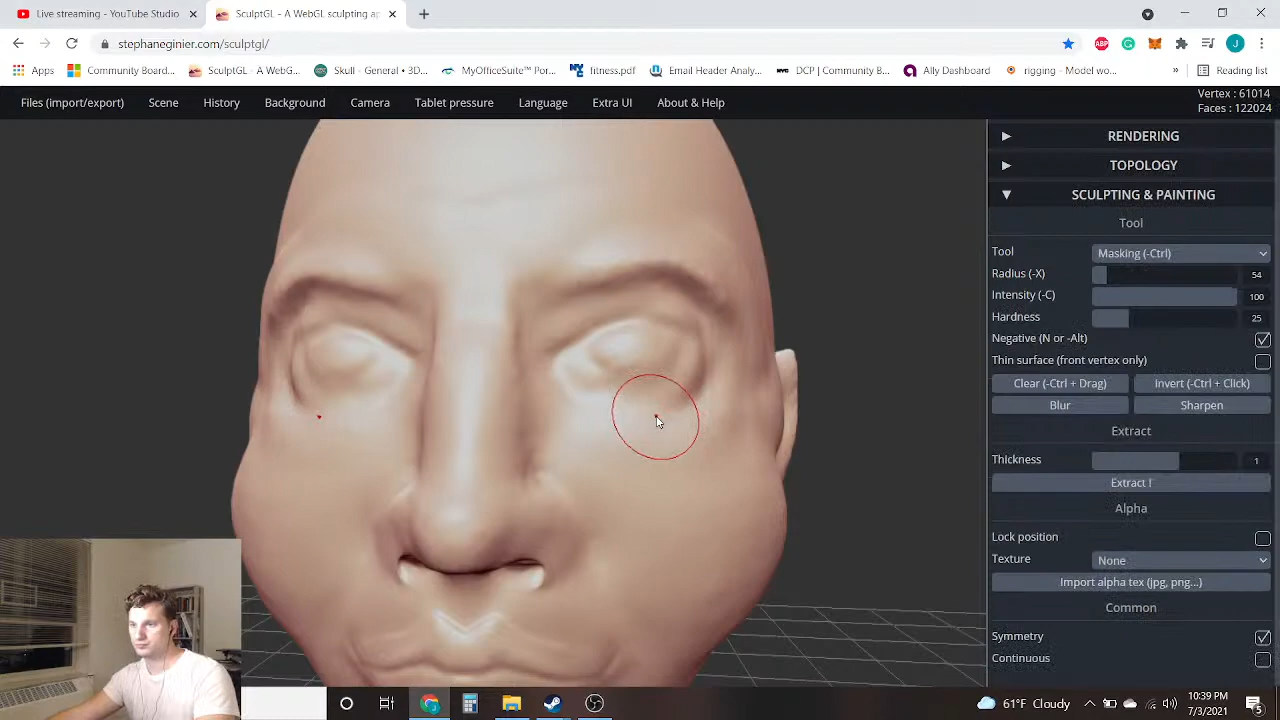 Live streaming - YouTube Studio
SculptGL - A WebGL sculpting ap
stephaneginier.com/sculptgl/
Apps
Community Board...
SculptGL - A WebG...
Skull - General • 3D...
MyOfficeSuite™ Por...
fitness.pdf
Email Header Analy...
DCP | Community B...
Ally Dashboard
rigging - Model wo...
»
Reading list
Files (import/export) Scene History Background Camera Tablet pressure Language Extra UI About & Help
Vertex : 61014
Faces : 122024
RENDERING
TOPOLOGY
SCULPTING & PAINTING
Tool
Tool Masking (-Ctrl)
Radius (-X) 54
Intensity (-C) 100
Hardness 25
Negative (N or -Alt)
Thin surface (front vertex only)
Clear (-Ctrl + Drag) Invert (-Ctrl + Click)
Blur Sharpen
Extract
Thickness 1
Extract !
Alpha
Lock position
Texture None
Import alpha tex (jpg, png...)
Common
Symmetry
Continuous
61°F Cloudy
10:39 PM
7/3/2021
5